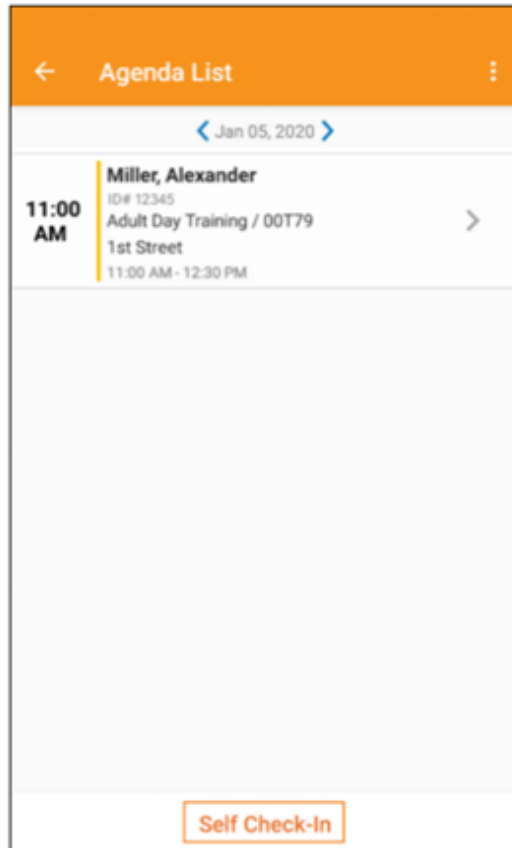 Agenda List
Jan 05, 2020
11:00
AM
Miller, Alexander
ID# 12345
Adult Day Training / 00T79
1st Street
11:00 AM - 12:30 PM
Self Check-In